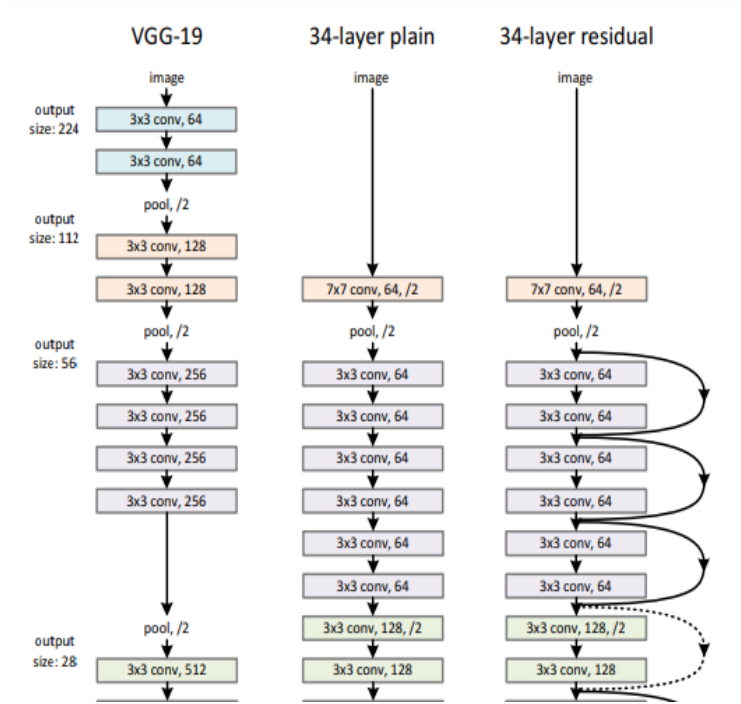 VGG-19
34-layer plain
34-layer residual
image
image
image
output
size: 224
3x3 conv, 64
3x3 conv, 64
pool, /2
output
size: 112
3x3 conv, 128
3x3 conv, 128
7x7 conv, 64, /2
7x7 conv, 64, /2
pool, /2
pool, /2
pool, /2
output
size: 56
3x3 conv, 256
3x3 conv, 64
3x3 conv, 64
3x3 conv, 256
3x3 conv, 64
3x3 conv, 64
3x3 conv, 256
3x3 conv, 64
3x3 conv, 64
3x3 conv, 256
3x3 conv, 64
3x3 conv, 64
3x3 conv, 64
3x3 conv, 64
3x3 conv, 64
3x3 conv, 64
pool, /2
3x3 conv, 128, /2
3x3 conv, 128, /2
output
size: 28
3x3 conv, 512
3x3 conv, 128
3x3 conv, 128